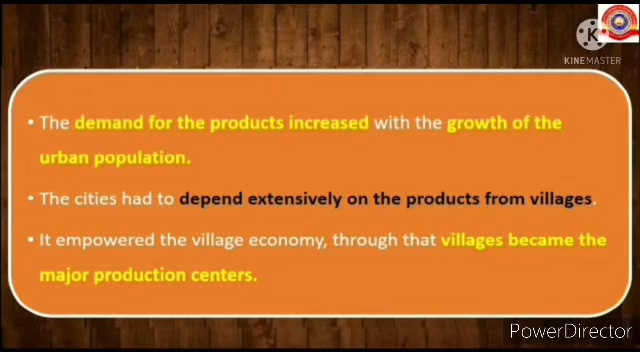 KINEMASTER
• The demand for the products increased with the growth of the
urban population.
• The cities had to depend extensively on the products from villages.
• It empowered the village economy, through that villages became the
major production centers.
PowerDirector